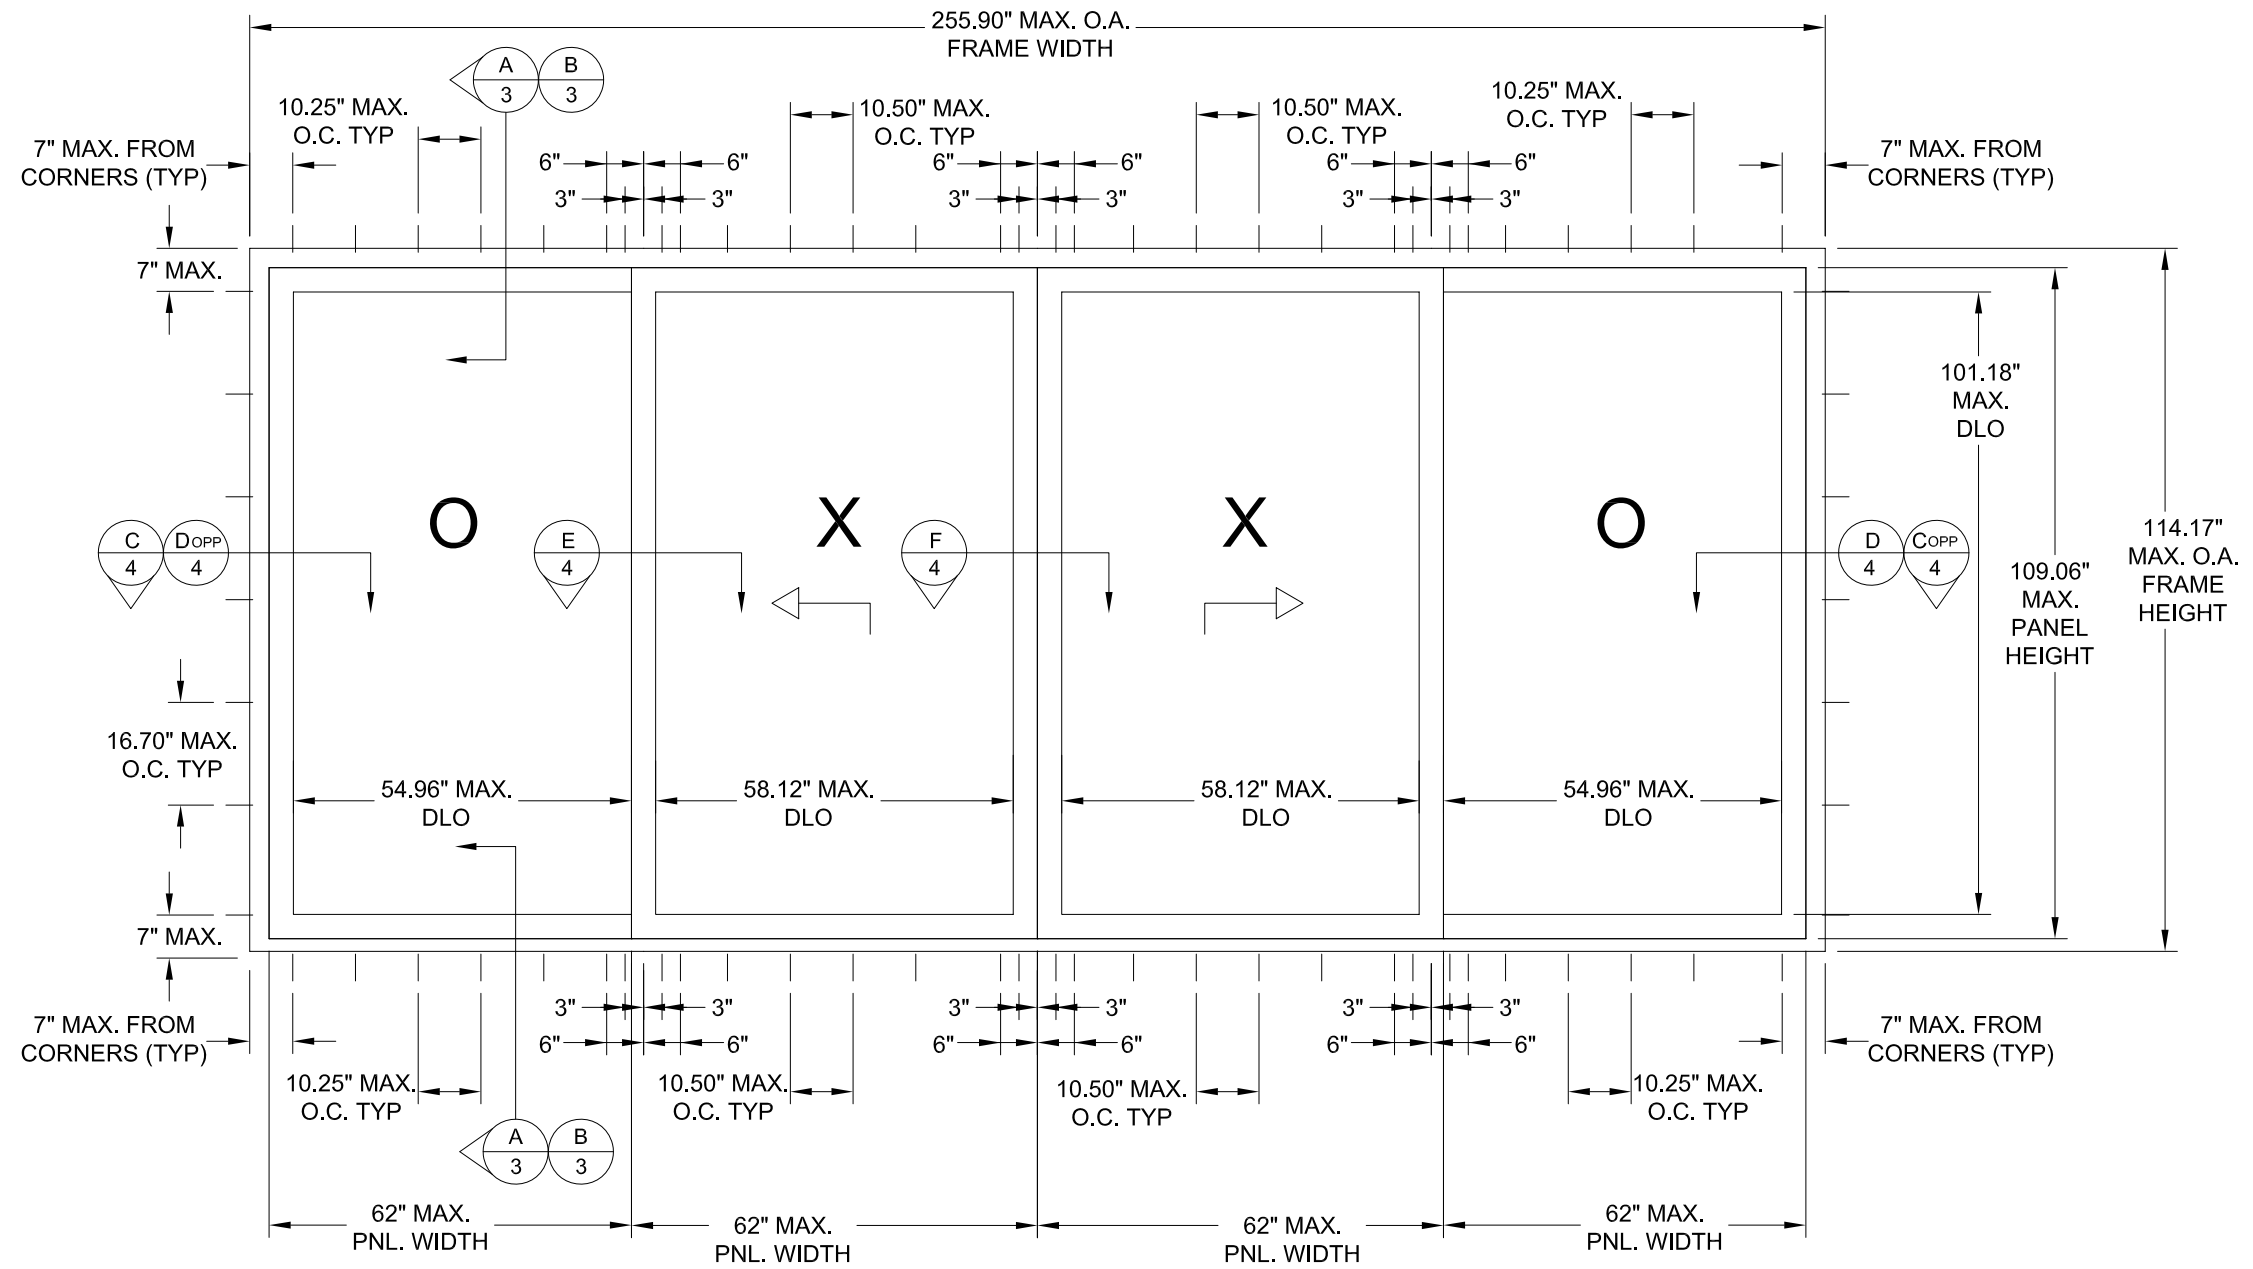 255.90" MAX. O.A.
FRAME WIDTH
A
3
B
3
10.25" MAX.
O.C. TYP
10.50" MAX.
O.C. TYP
10.50" MAX.
O.C. TYP
10.25" MAX.
O.C. TYP
7" MAX. FROM
CORNERS (TYP)
6" 6" 6" 6" 6" 6"
7" MAX. FROM
CORNERS (TYP)
3" 3" 3" 3" 3" 3"
7" MAX.
101.18"
MAX.
DLO
O X X O
C
4
DOPP
4
E
4
F
4
D
4
COPP
4
109.06"
MAX.
PANEL
HEIGHT
114.17"
MAX. O.A.
FRAME
HEIGHT
16.70" MAX.
O.C. TYP
54.96" MAX.
DLO
58.12" MAX.
DLO
58.12" MAX.
DLO
54.96" MAX.
DLO
7" MAX.
3" 3" 3" 3" 3" 3"
7" MAX. FROM
CORNERS (TYP)
6" 6" 6" 6" 6" 6"
7" MAX. FROM
CORNERS (TYP)
10.25" MAX.
O.C. TYP
10.50" MAX.
O.C. TYP
10.50" MAX.
O.C. TYP
10.25" MAX.
O.C. TYP
A
3
B
3
62" MAX.
PNL. WIDTH
62" MAX.
PNL. WIDTH
62" MAX.
PNL. WIDTH
62" MAX.
PNL. WIDTH